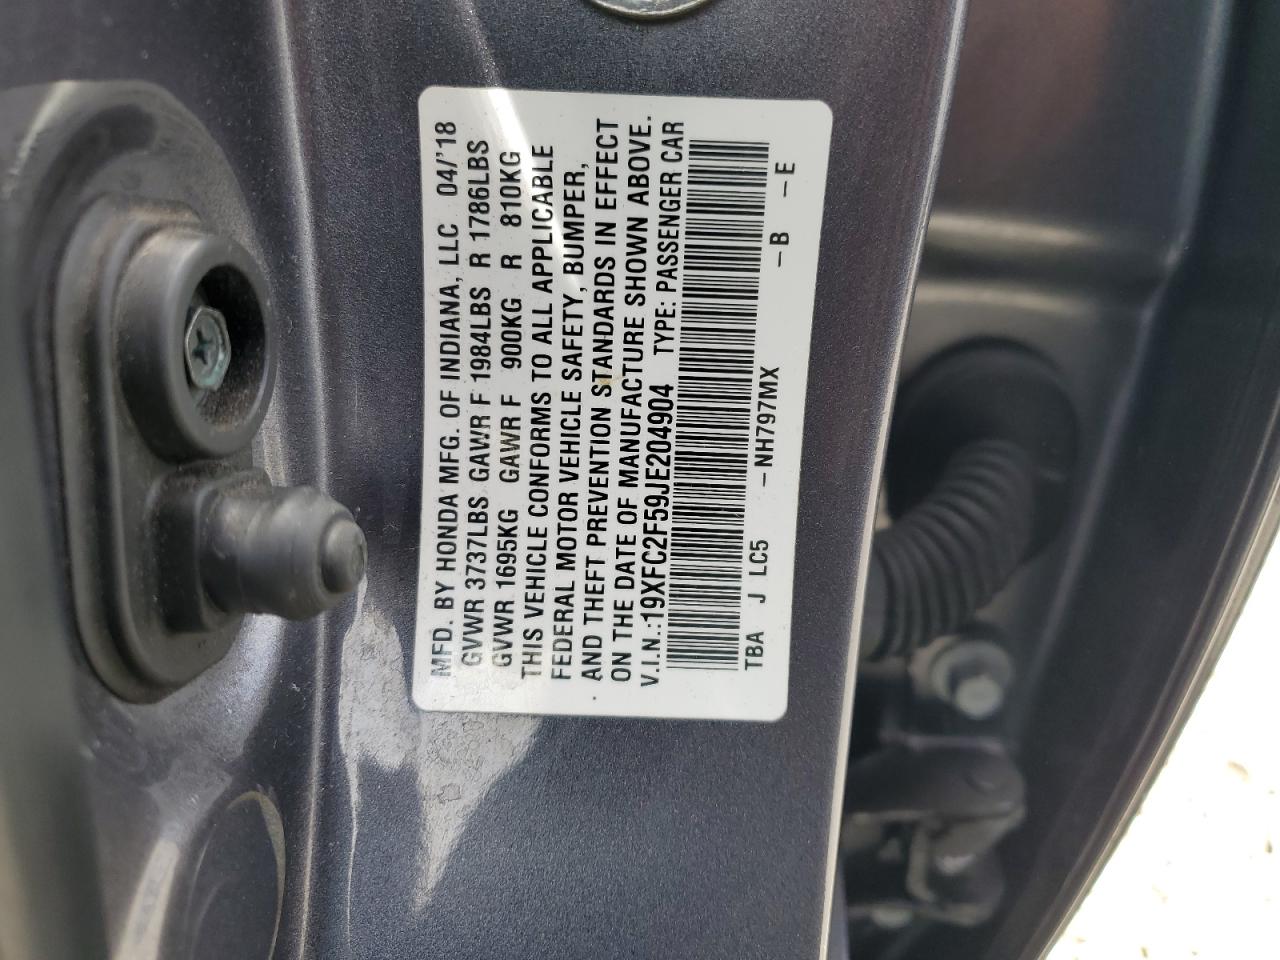 MFD. BY HONDA MFG. OF INDIANA, LLC 04/'18
GVWR 3737LBS GAWR F 1984LBS R 1786LBS
GVWR 1695KG GAWR F 900KG R 810KG
THIS VEHICLE CONFORMS TO ALL APPLICABLE
FEDERAL MOTOR VEHICLE SAFETY, BUMPER,
AND THEFT PREVENTION STANDARDS IN EFFECT
ON THE DATE OF MANUFACTURE SHOWN ABOVE.
V.I.N.:19XFC2F59JE204904 TYPE: PASSENGER CAR
TBA J LC5 -NH797MX -B -E